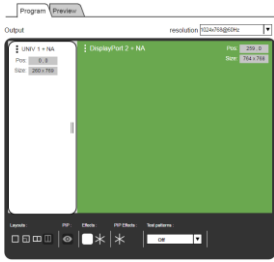 Program Preview
Output
resolution 1024x768@60Hz
UNIV 1 + NA
Pos: 0 , 0
Size: 260 x 768
DisplayPort 2 + NA
Pos: 259 , 0
Size: 764 x 768
Layouts : PIP : Effects : PIP Effects : Test patterns :
Off